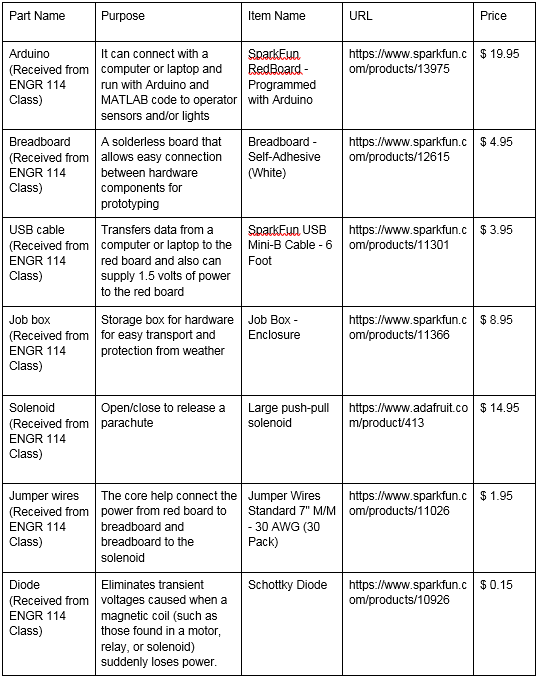 Part Name
Purpose
Item Name
URL
Price
Arduino
(Received from
ENGR 114
Class)
It can connect with a
computer or laptop and
run with Arduino and
MATLAB code to operator
sensors and/or lights
SparkFun
RedBoard -
Programmed
with Arduino
https://www.sparkfun.c
om/products/13975
$ 19.95
Breadboard
(Received from
ENGR 114
Class)
A solderless board that
allows easy connection
between hardware
components for
prototyping
Breadboard -
Self-Adhesive
(White)
https://www.sparkfun.c
om/products/12615
$ 4.95
USB cable
(Received from
ENGR 114
Class)
Transfers data from a
computer or laptop to the
red board and also can
supply 1.5 volts of power
to the red board
SparkFun USB
Mini-B Cable - 6
Foot
https://www.sparkfun.c
om/products/11301
$ 3.95
Job box
(Received from
ENGR 114
Class)
Storage box for hardware
for easy transport and
protection from weather
Job Box -
Enclosure
https://www.sparkfun.c
om/products/11366
$ 8.95
Solenoid
(Received from
ENGR 114
Class)
Open/close to release a
parachute
Large push-pull
solenoid
https://www.adafruit.co
m/product/413
$ 14.95
Jumper wires
(Received from
ENGR 114
Class)
The core help connect the
power from red board to
breadboard and
breadboard to the
solenoid
Jumper Wires
Standard 7" M/M
- 30 AWG (30
Pack)
https://www.sparkfun.c
om/products/11026
$ 1.95
Diode
(Received from
ENGR 114
Class)
Eliminates transient
voltages caused when a
magnetic coil (such as
those found in a motor,
relay, or solenoid)
suddenly loses power.
Schottky Diode
https://www.sparkfun.c
om/products/10926
$ 0.15